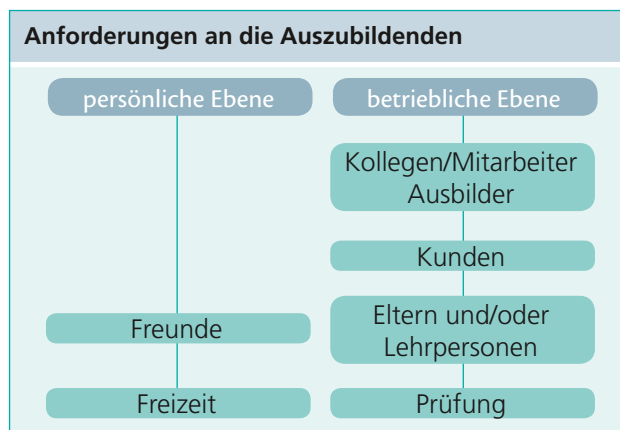 Anforderungen an die Auszubildenden
persönliche Ebene
betriebliche Ebene
Kollegen/Mitarbeiter
Ausbilder
Kunden
Freunde
Eltern und/oder
Lehrpersonen
Freizeit
Prüfung